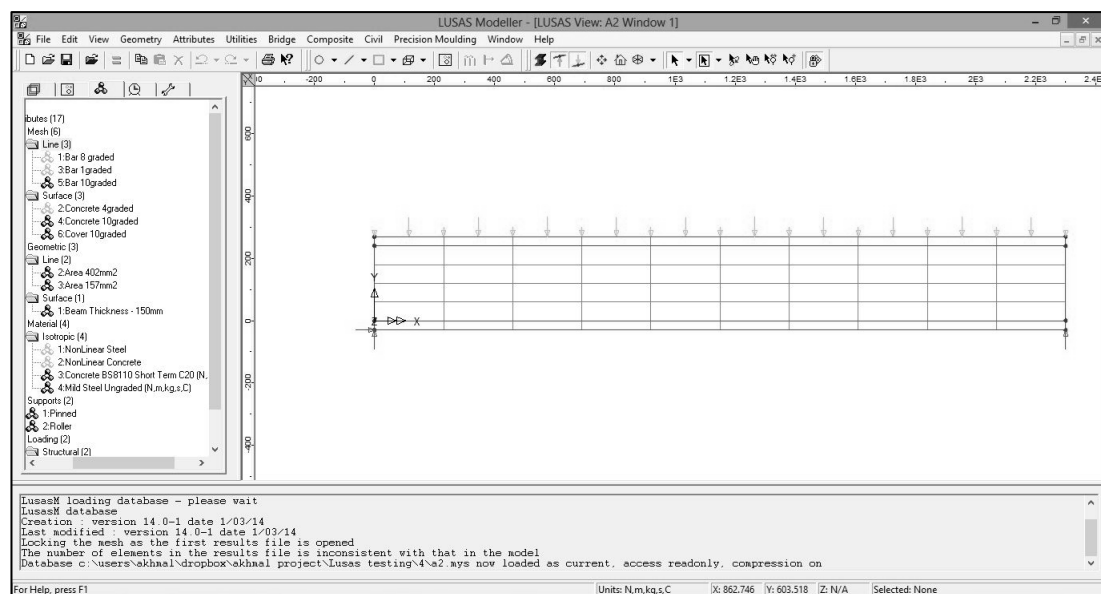 LUSAS Modeller - [LUSAS View: A2 Window 1]
File Edit View Geometry Attributes Utilities Bridge Composite Civil Precision Moulding Window Help
-200 0 200 400 600 800 1E3 1.2E3 1.4E3 1.6E3 1.8E3 2E3 2.2E3 2.4E
600
400
200
0
-200
-400
Y
X
ibutes (17)
Mesh (6)
Line (3)
1:Bar 8 graded
3:Bar 1graded
5:Bar 10graded
Surface (3)
2:Concrete 4graded
4:Concrete 10graded
6:Cover 10graded
Geometric (3)
Line (2)
2:Area 402mm2
3:Area 157mm2
Surface (1)
1:Beam Thickness - 150mm
Material (4)
Isotropic (4)
1:NonLinear Steel
2:NonLinear Concrete
3:Concrete BS8110 Short Term C20 (N,
4:Mild Steel Ungraded (N,m,kg,s,C)
Supports (2)
1:Pinned
2:Roller
Loading (2)
Structural (2)
LusasM loading database - please wait
LusasM database
Creation : version 14.0-1 date 1/03/14
Last modified : version 14.0-1 date 1/03/14
Locking the mesh as the first results file is opened
The number of elements in the results file is inconsistent with that in the model
Database c:\users\akhmal\dropbox\akhmal project\Lusas testing\4\a2.mys now loaded as current, access readonly, compression on
For Help, press F1 Units: N,m,kg,s,C X: 862.746 Y: 603.518 Z: N/A Selected: None